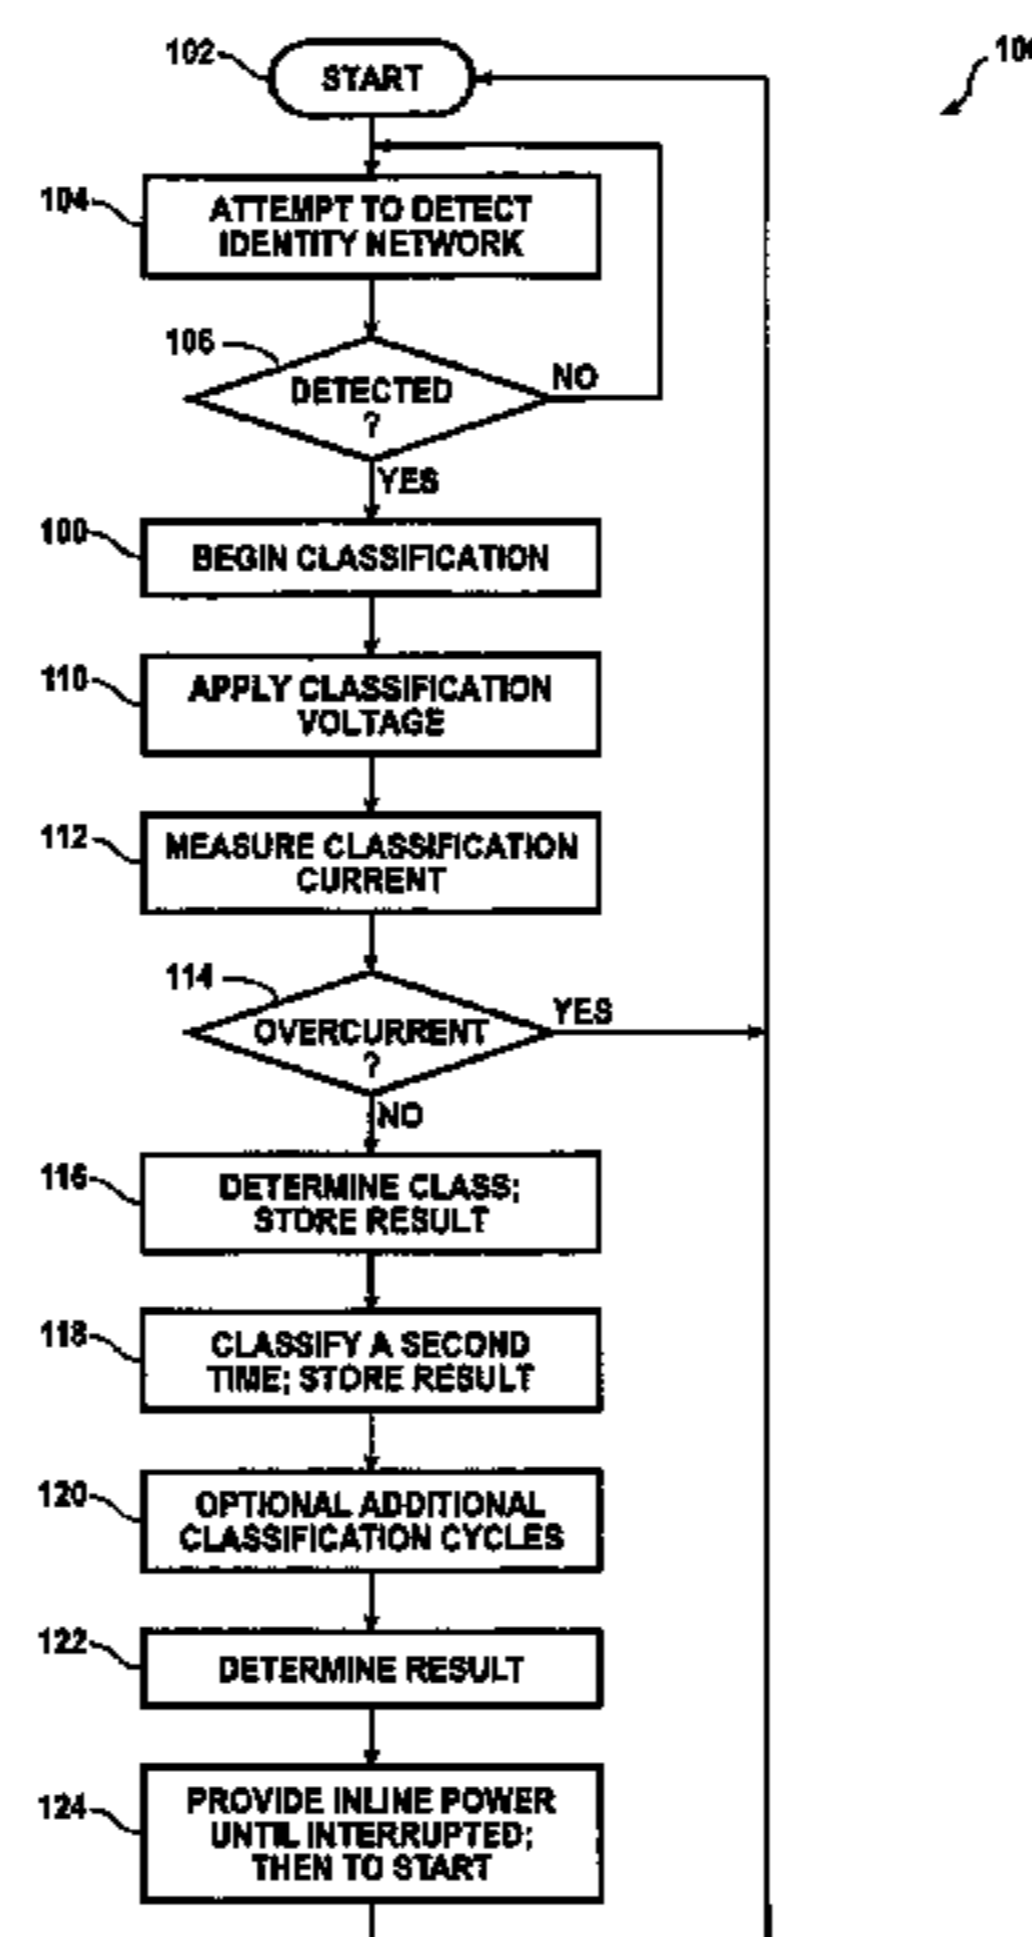 102
START
104
ATTEMPT TO DETECT
IDENTITY NETWORK
106
DETECTED
?
NO
YES
100
BEGIN CLASSIFICATION
110
APPLY CLASSIFICATION
VOLTAGE
112
MEASURE CLASSIFICATION
CURRENT
114
OVERCURRENT
?
YES
NO
116
DETERMINE CLASS;
STORE RESULT
118
CLASSIFY A SECOND
TIME; STORE RESULT
120
OPTIONAL ADDITIONAL
CLASSIFICATION CYCLES
122
DETERMINE RESULT
124
PROVIDE INLINE POWER
UNTIL INTERRUPTED;
THEN TO START